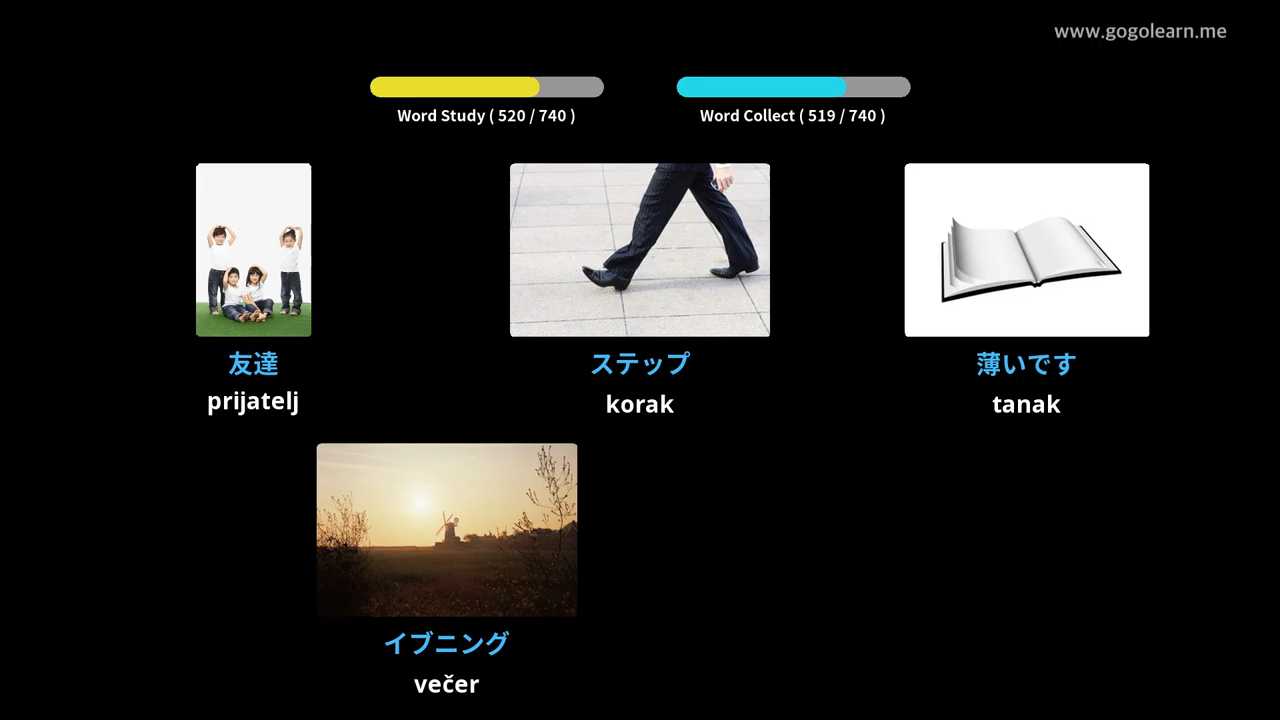 www.gogolearn.me
Word Study ( 520 / 740 )
Word Collect ( 519 / 740 )
友達
prijatelj
ステップ
korak
薄いです
tanak
イブニング
večer